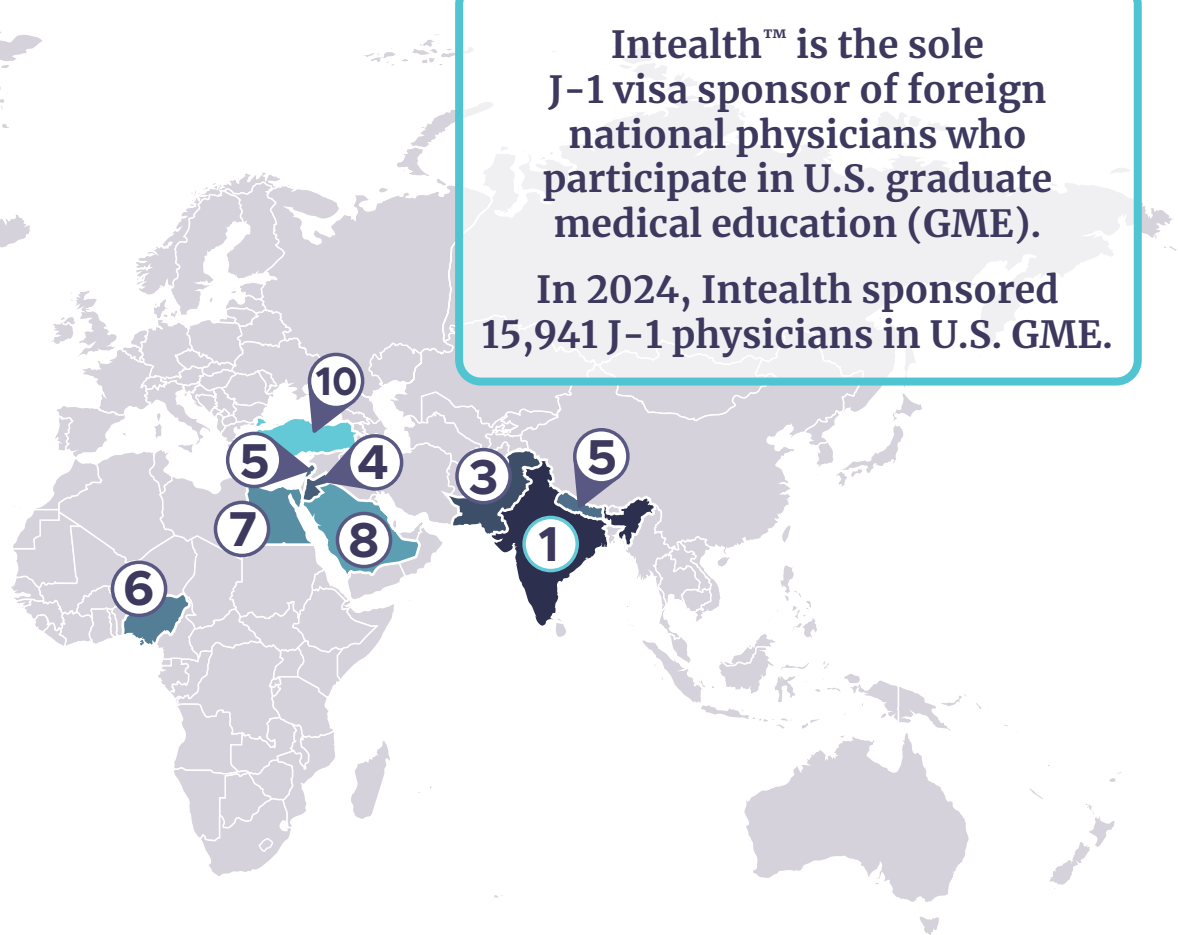 Intealth™ is the sole
J-1 visa sponsor of foreign
national physicians who
participate in U.S. graduate
medical education (GME).
In 2024, Intealth sponsored
15,941 J-1 physicians in U.S. GME.
10
5
4
3
5
7
8
1
6